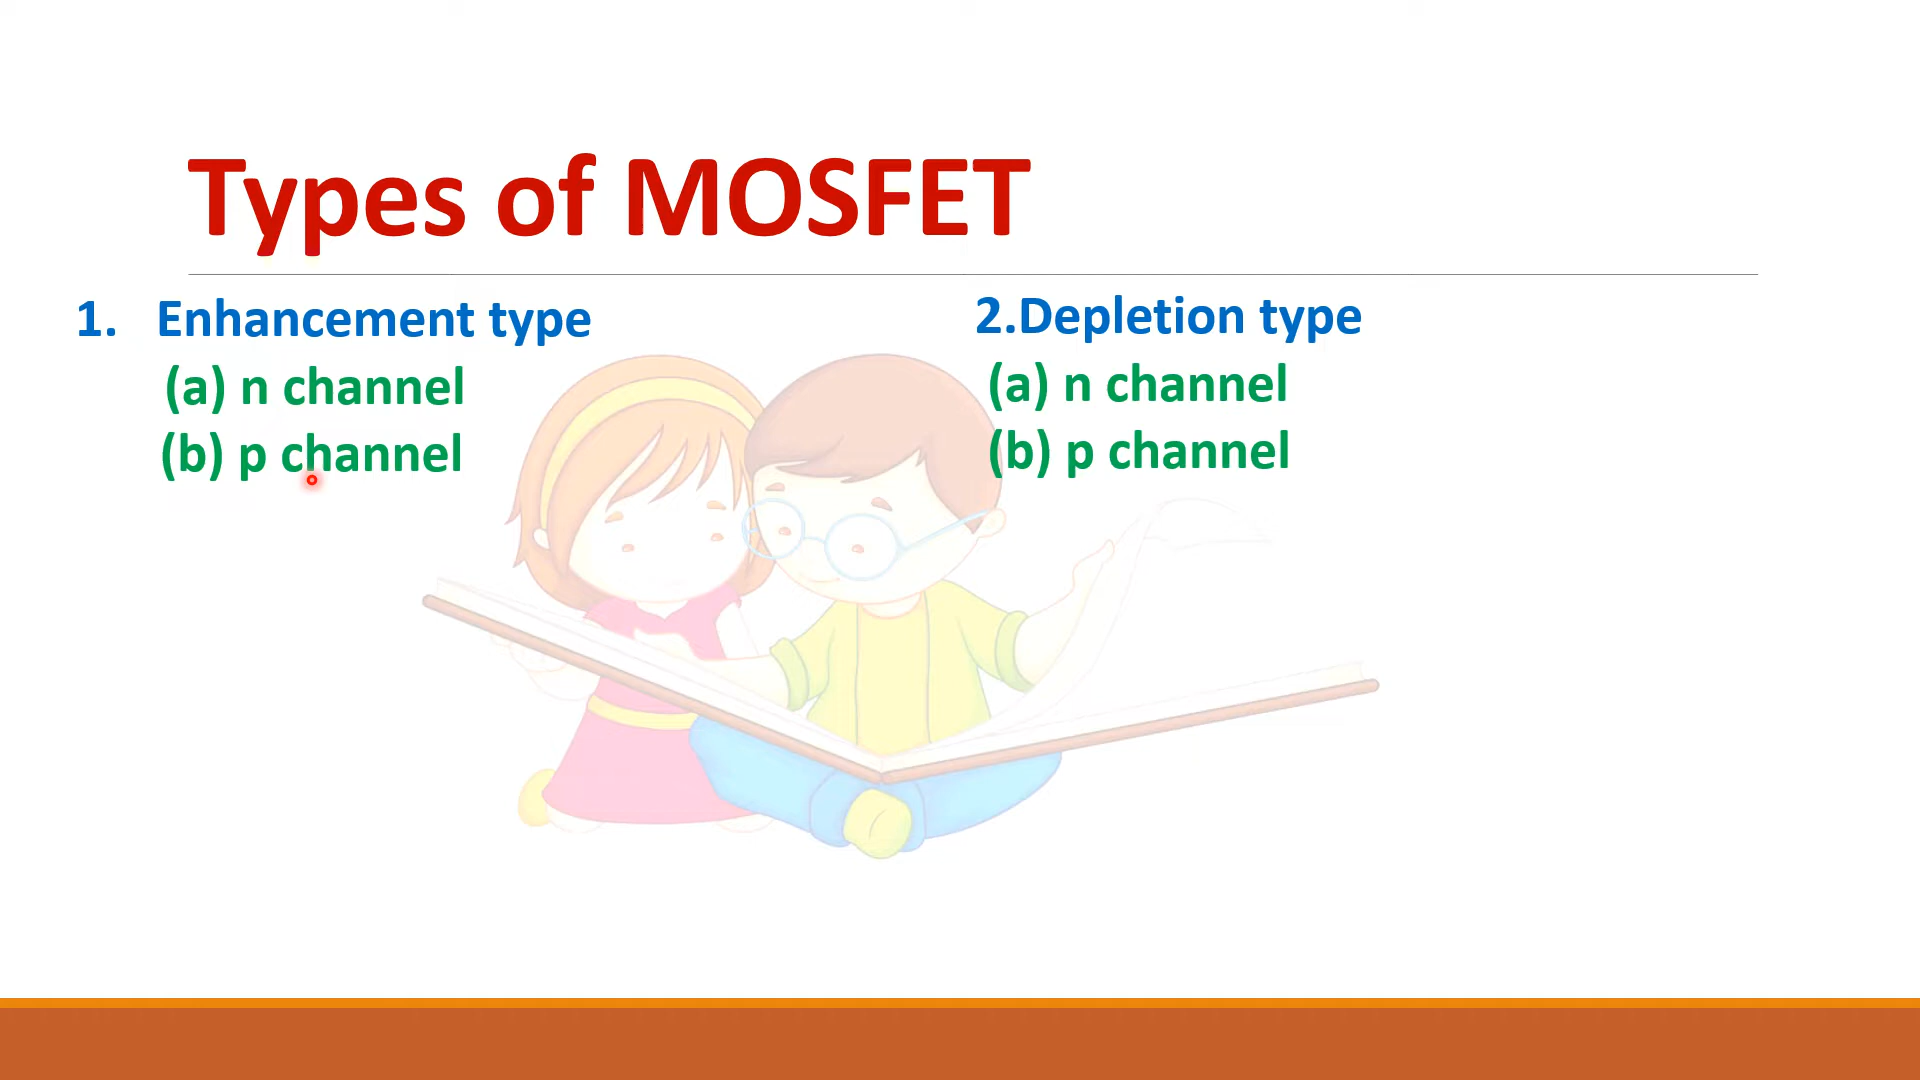 Types of MOSFET
1. Enhancement type
(a) n channel
(b) p channel
2.Depletion type
(a) n channel
(b) p channel